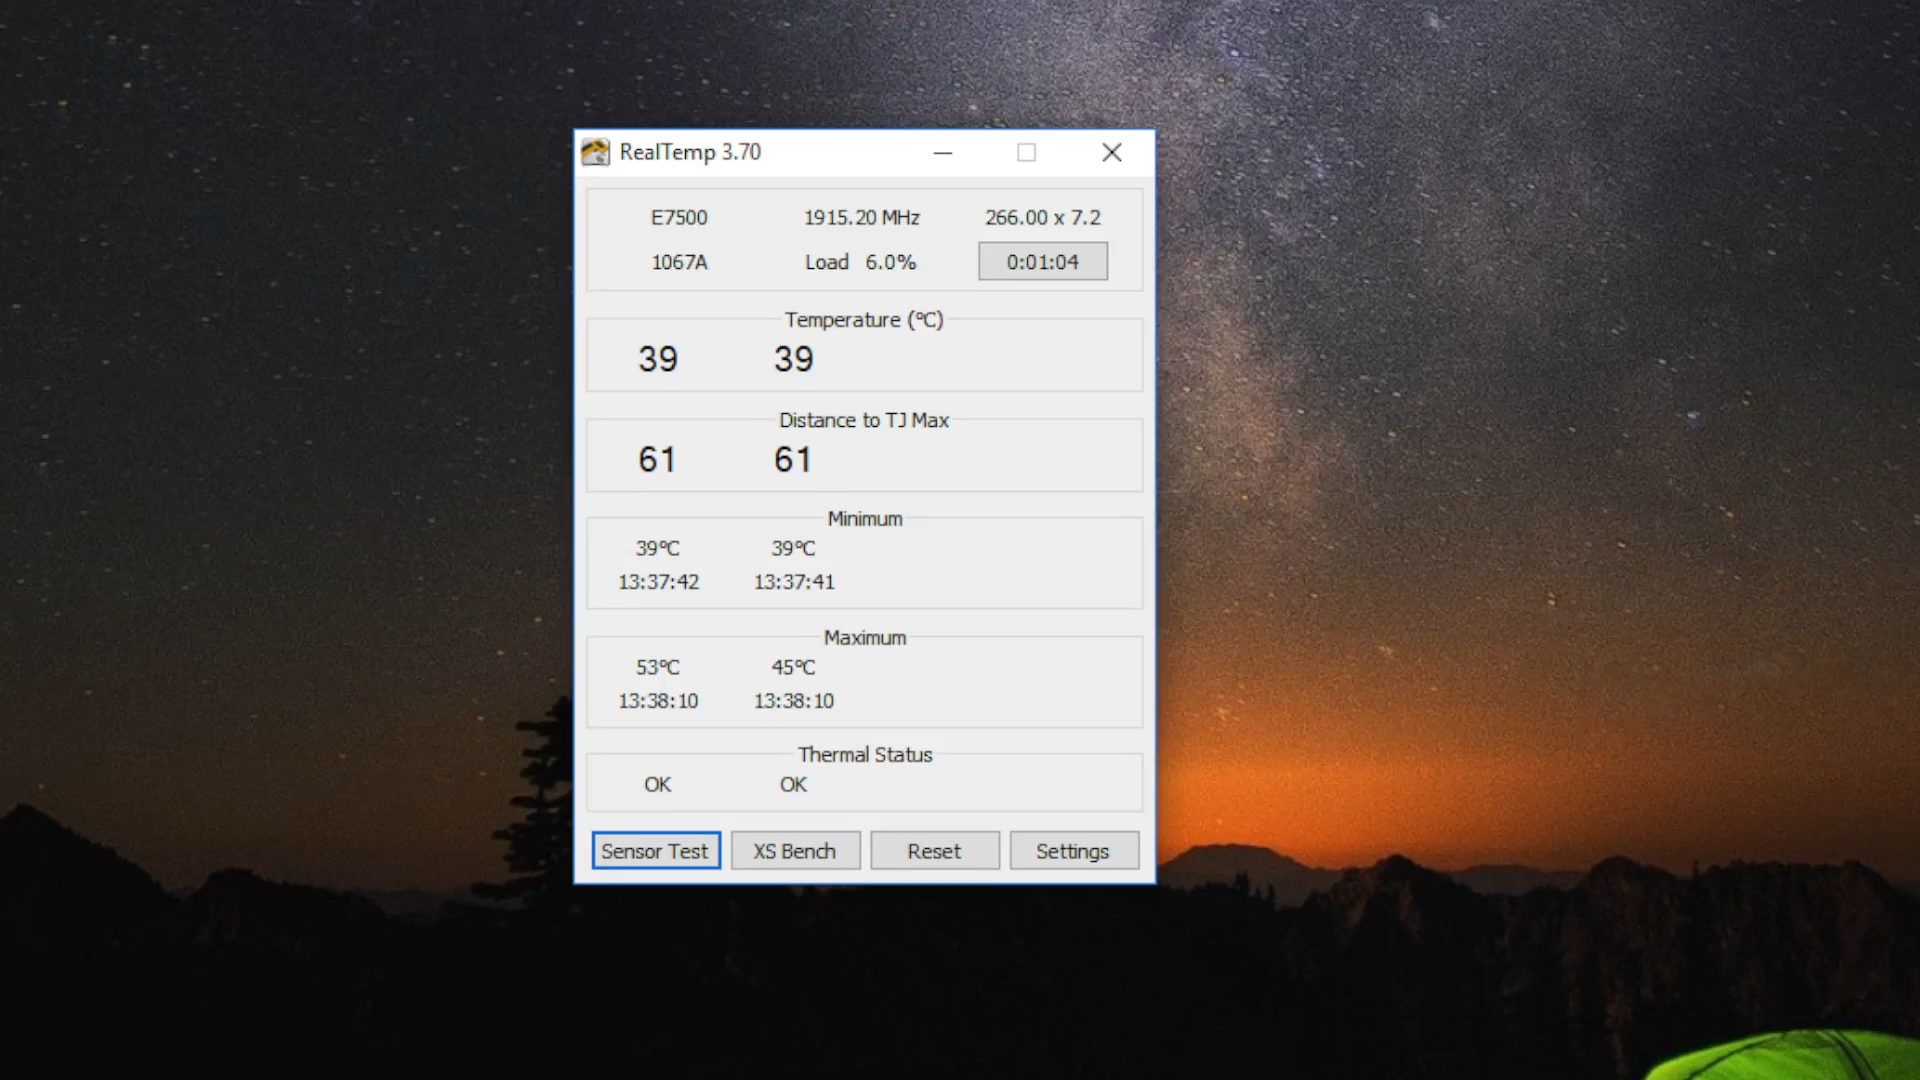 RealTemp 3.70
E7500 1915.20 MHz 266.00 x 7.2
1067A Load 6.0% 0:01:04
Temperature (°C)
39 39
Distance to TJ Max
61 61
Minimum
39°C 39°C
13:37:42 13:37:41
Maximum
53°C 45°C
13:38:10 13:38:10
Thermal Status
OK OK
Sensor Test XS Bench Reset Settings